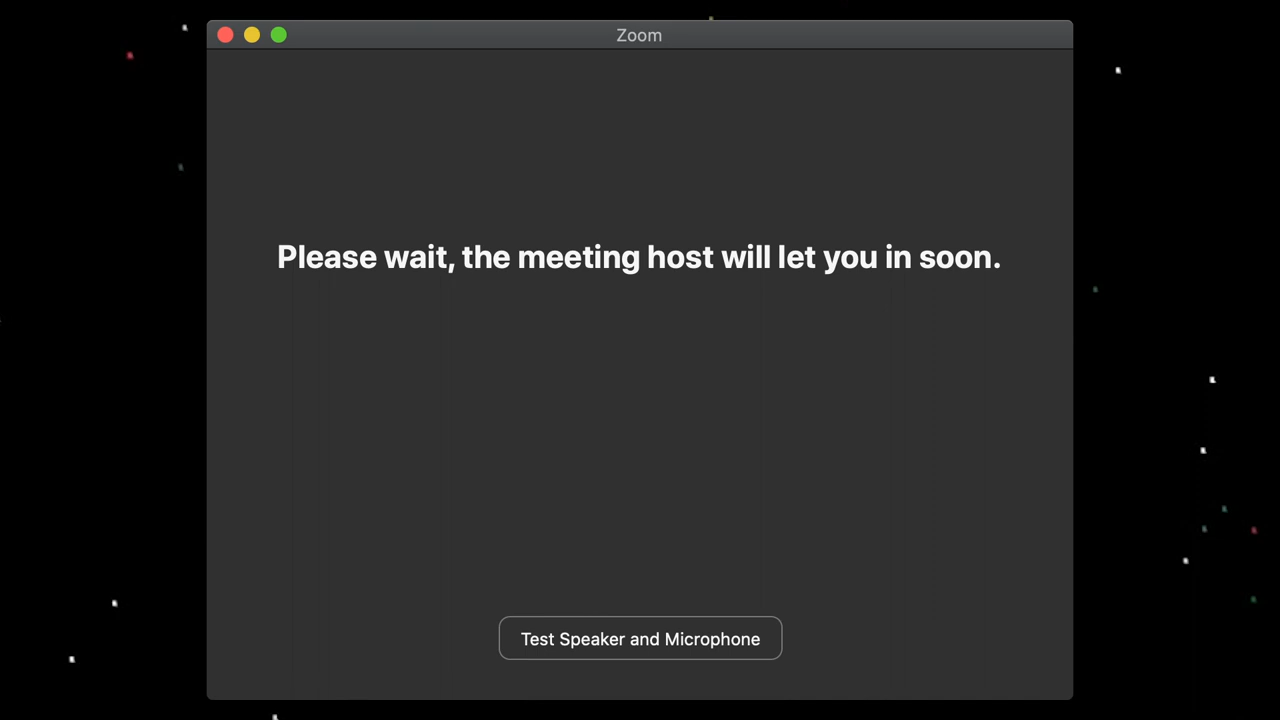 Zoom
Please wait, the meeting host will let you in soon.
Test Speaker and Microphone